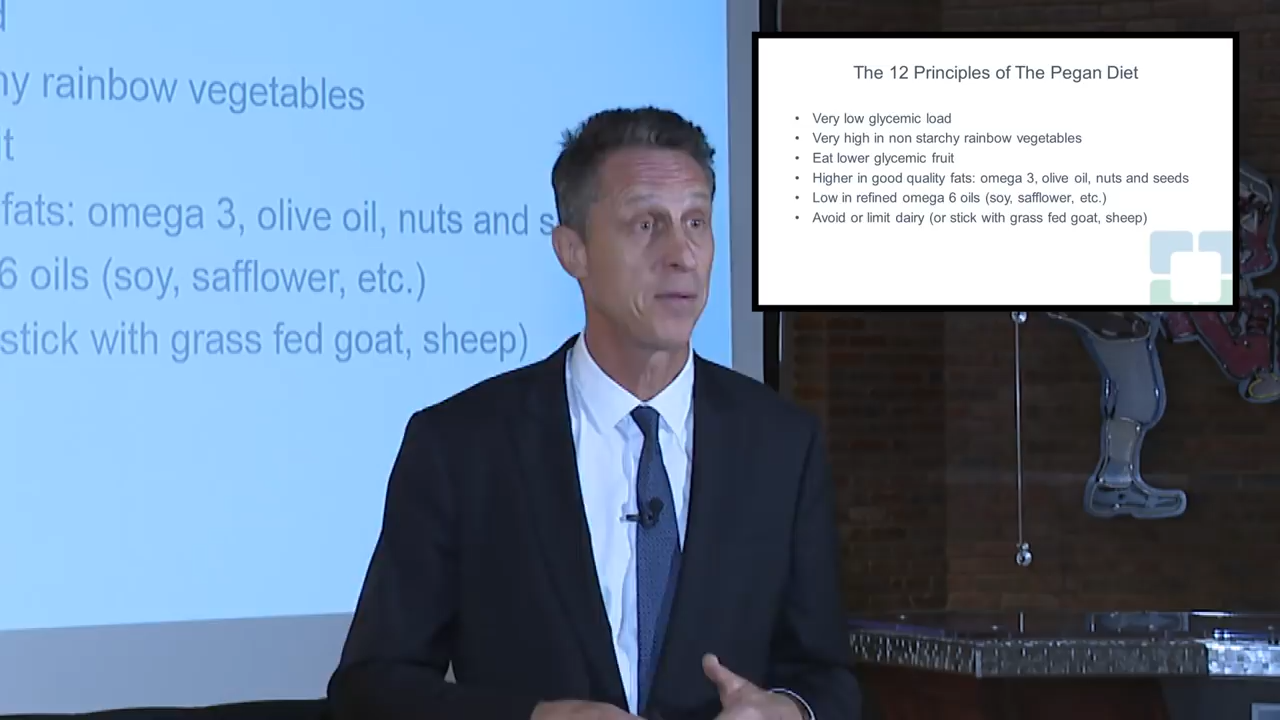 rainbow vegetables
fats: omega 3, olive oil, nuts and
6 oils (soy, safflower, etc.)
stick with grass fed goat, sheep)
The 12 Principles of The Pegan Diet
• Very low glycemic load
• Very high in non starchy rainbow vegetables
• Eat lower glycemic fruit
• Higher in good quality fats: omega 3, olive oil, nuts and seeds
• Low in refined omega 6 oils (soy, safflower, etc.)
• Avoid or limit dairy (or stick with grass fed goat, sheep)